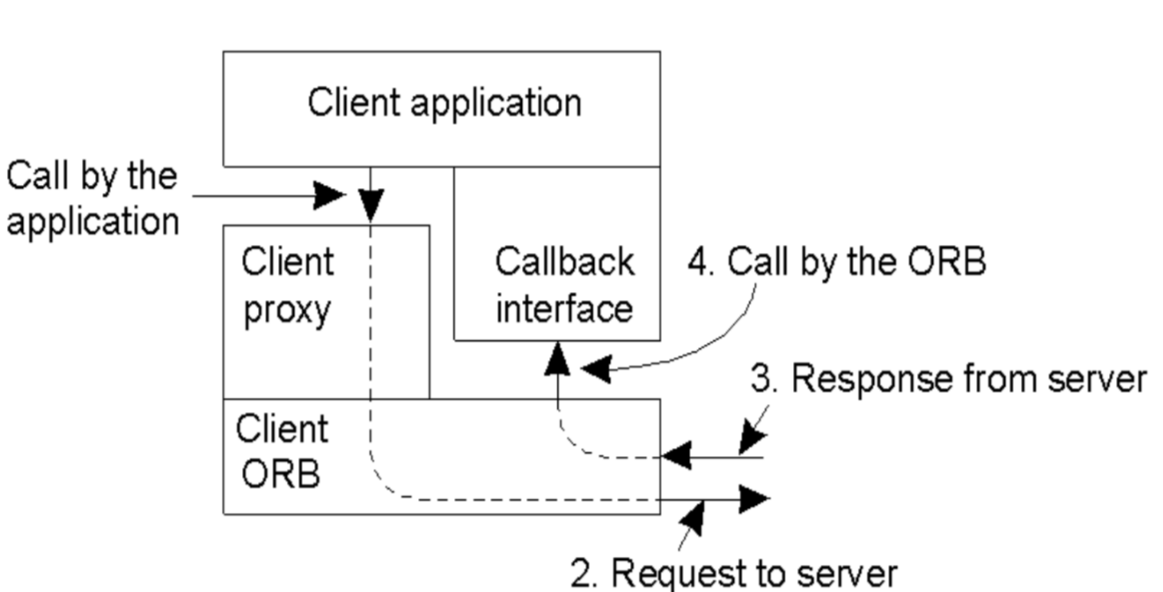 Client application
Call by the
application
Client
proxy
Callback
interface
4. Call by the ORB
3. Response from server
Client
ORB
2. Request to server